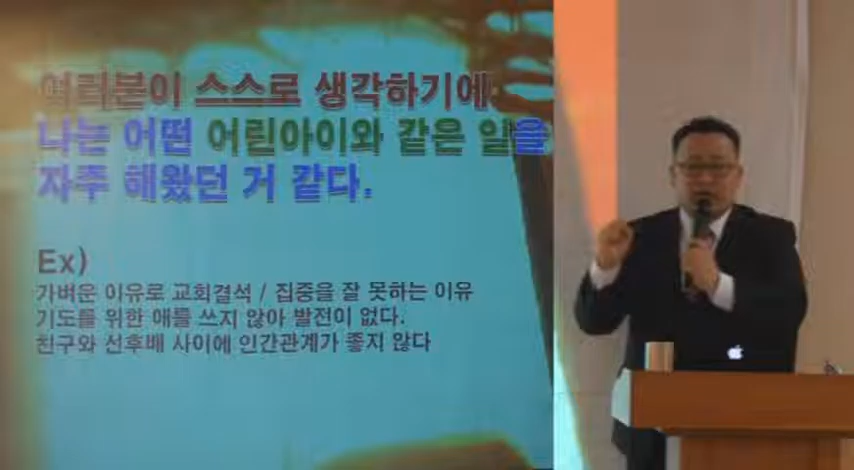 여러분이 스스로 생각하기에
나는 어떤 어린아이와 같은 일을
자주 해왔던 거 같다.
Ex)
가벼운 이유로 교회결석 / 집중을 잘 못하는 이유
기도를 위한 애를 쓰지 않아 발전이 없다.
친구와 선후배 사이에 인간관계가 좋지 않다